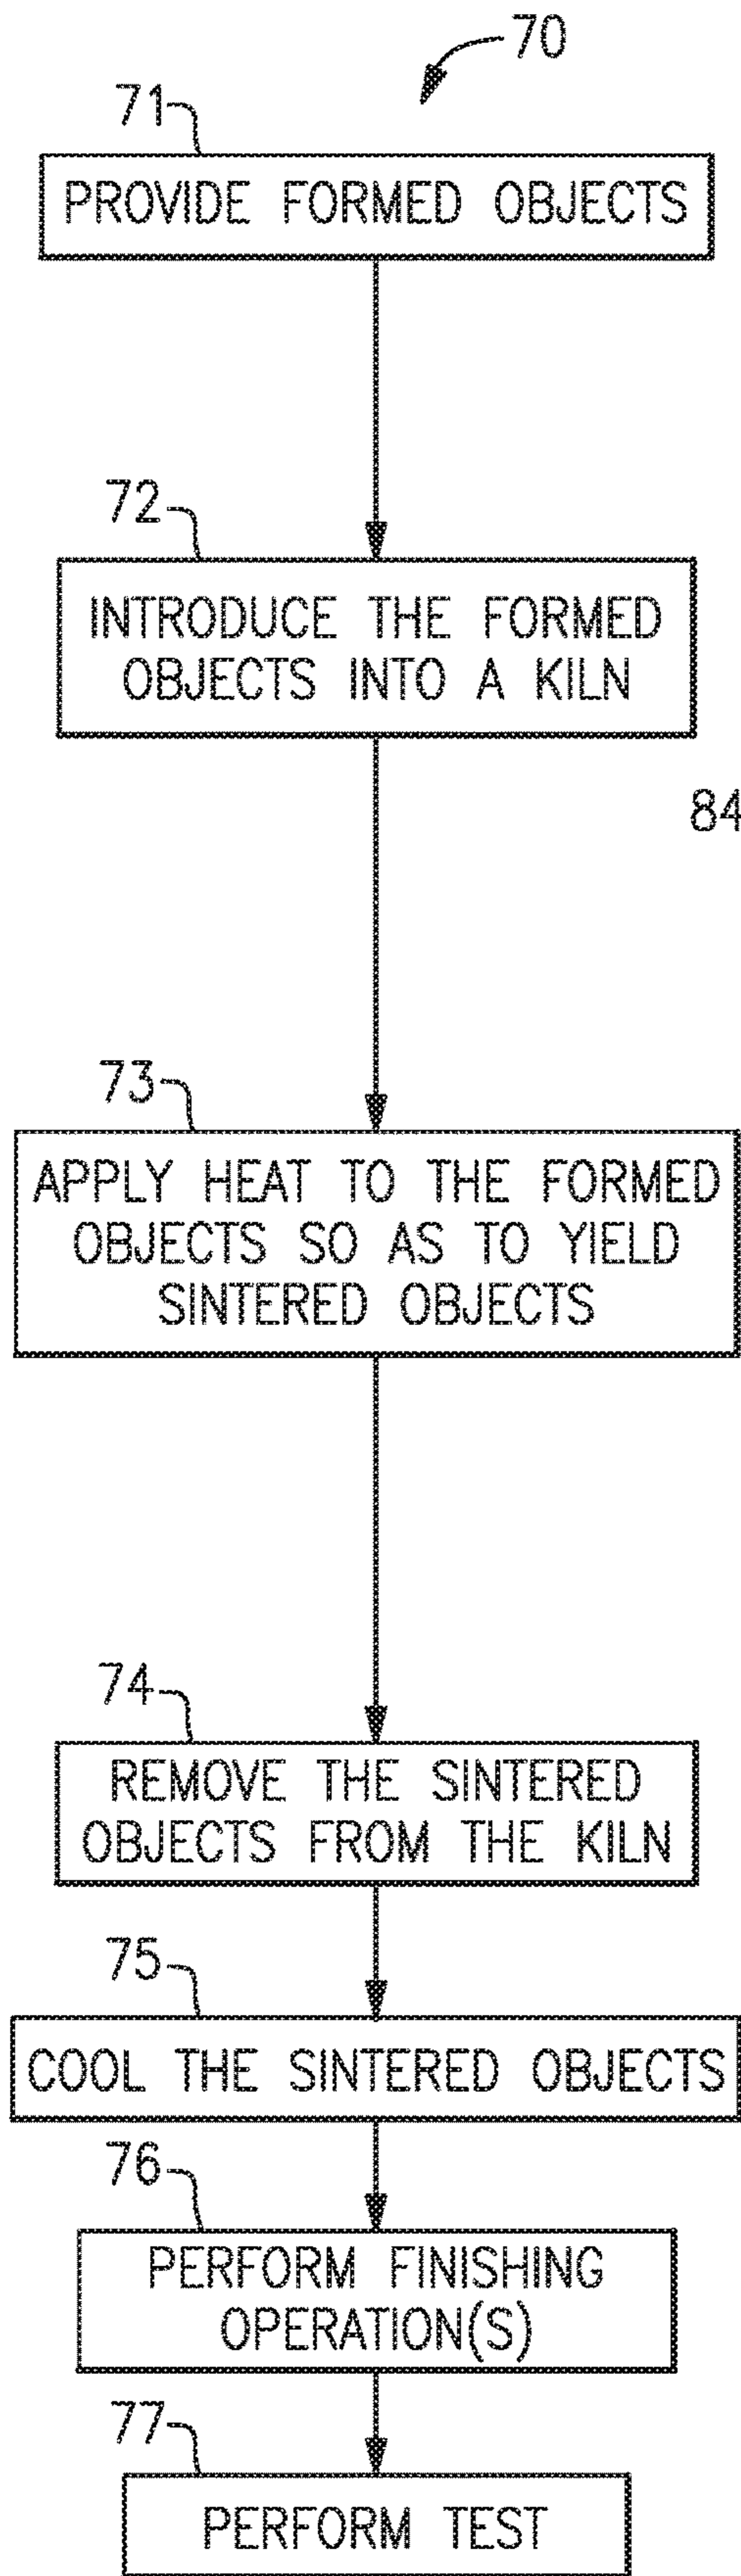 70
71
PROVIDE FORMED OBJECTS
72
INTRODUCE THE FORMED
OBJECTS INTO A KILN
84
73
APPLY HEAT TO THE FORMED
OBJECTS SO AS TO YIELD
SINTERED OBJECTS
74
REMOVE THE SINTERED
OBJECTS FROM THE KILN
75
COOL THE SINTERED OBJECTS
76
PERFORM FINISHING
OPERATION(S)
77
PERFORM TEST